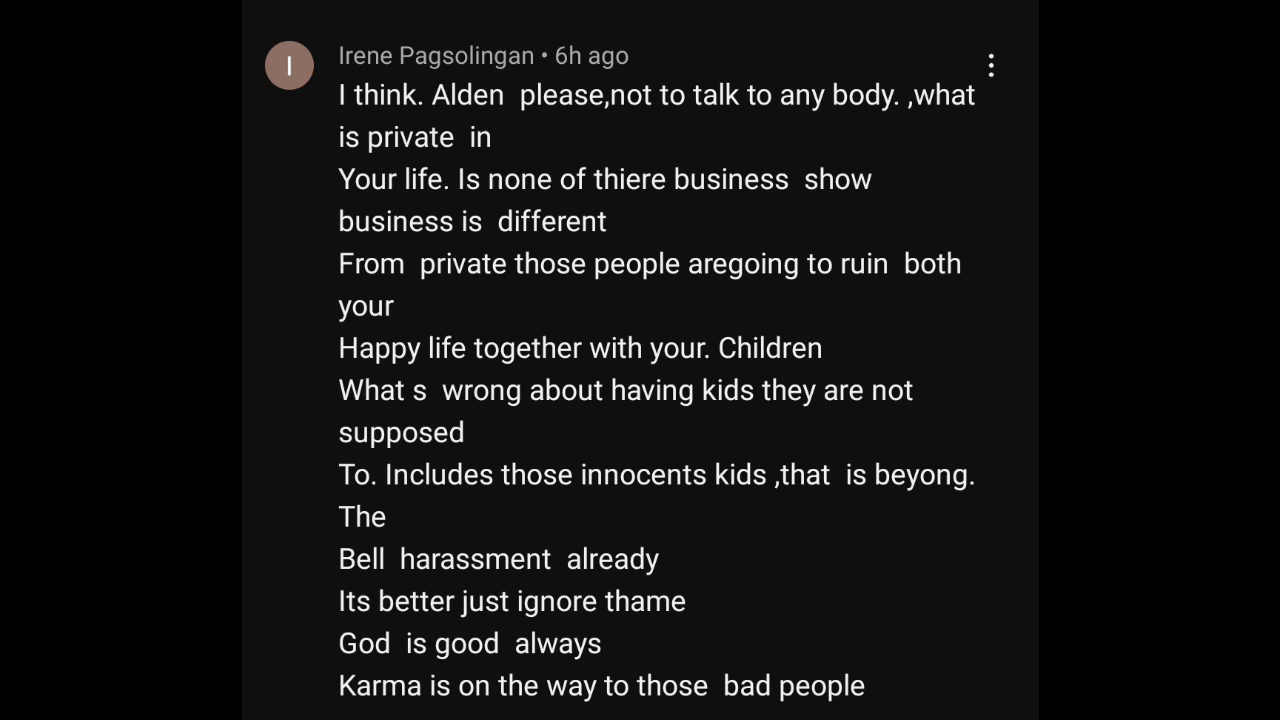 I
Irene Pagsolingan • 6h ago
I think. Alden  please,not to talk to any body. ,what
is private  in
Your life. Is none of thiere business  show
business is  different
From  private those people aregoing to ruin  both
your
Happy life together with your. Children
What s  wrong about having kids they are not
supposed
To. Includes those innocents kids ,that  is beyong.
The
Bell  harassment  already
Its better just ignore thame
God  is good  always
Karma is on the way to those  bad people